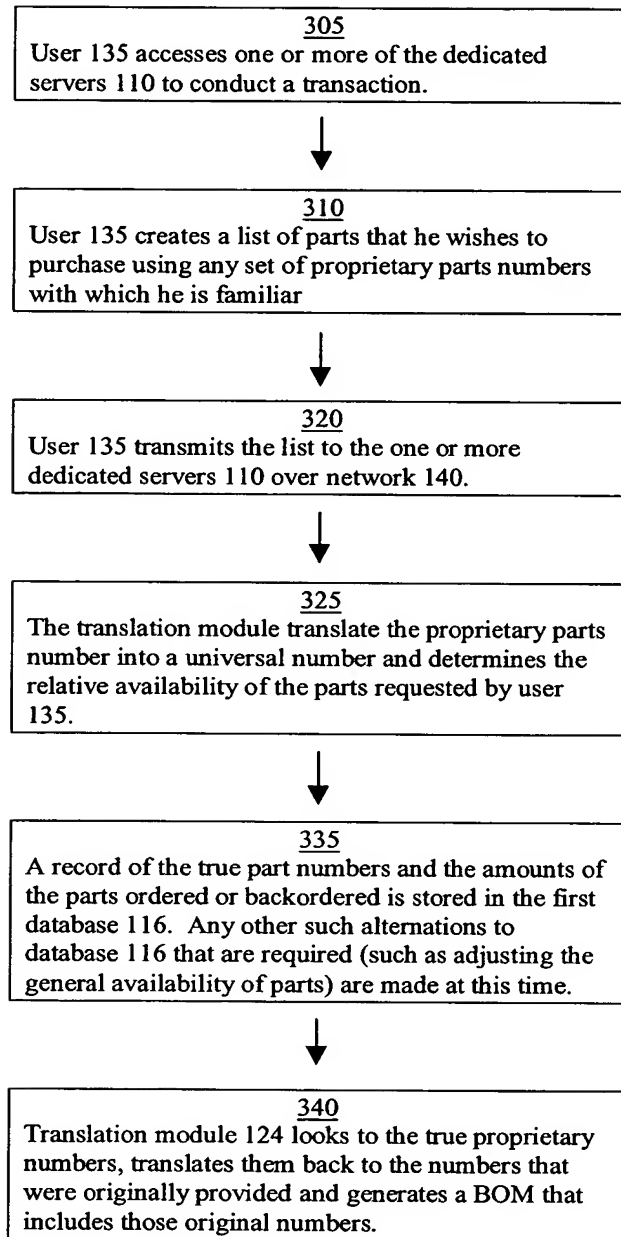 305
User 135 accesses one or more of the dedicated
servers 110 to conduct a transaction.
310
User 135 creates a list of parts that he wishes to
purchase using any set of proprietary parts numbers
with which he is familiar
320
User 135 transmits the list to the one or more
dedicated servers 110 over network 140.
325
The translation module translate the proprietary parts
number into a universal number and determines the
relative availability of the parts requested by user
135.
335
A record of the true part numbers and the amounts of
the parts ordered or backordered is stored in the first
database 116.  Any other such alternations to
database 116 that are required (such as adjusting the
general availability of parts) are made at this time.
340
Translation module 124 looks to the true proprietary
numbers, translates them back to the numbers that
were originally provided and generates a BOM that
includes those original numbers.